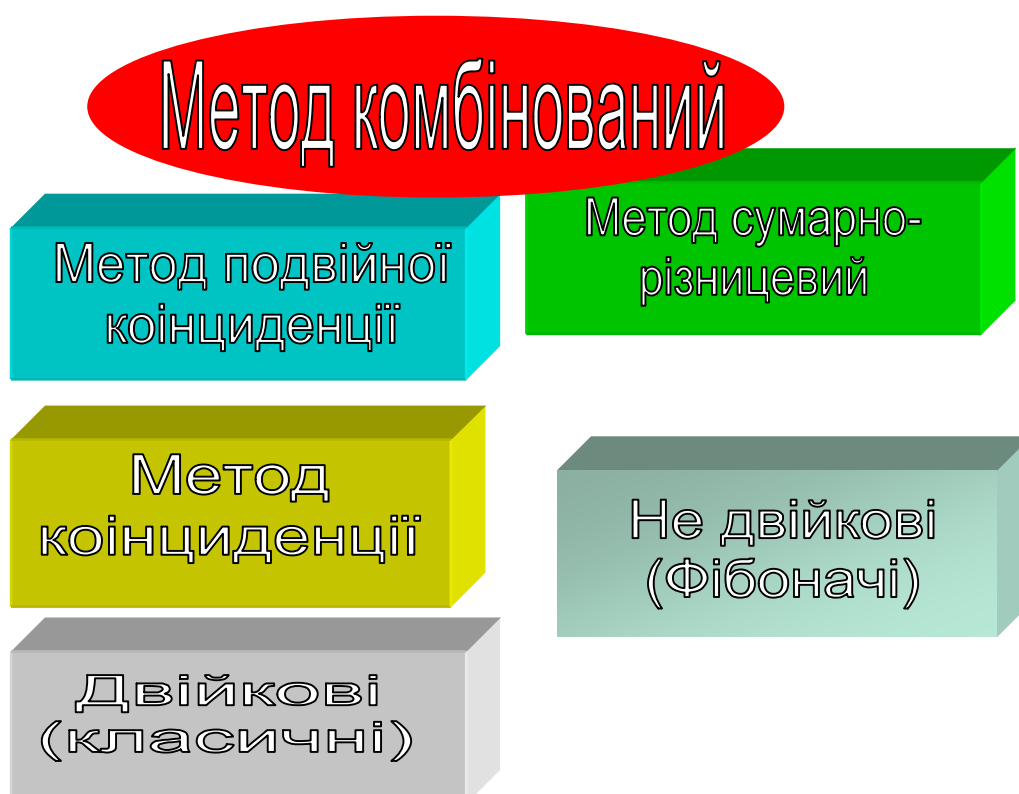 Метод комбінований
Метод сумарно-
різницевий
Метод подвійної
коінциденції
Метод
коінциденції
Не двійкові
(Фібоначі)
Двійкові
(класичні)